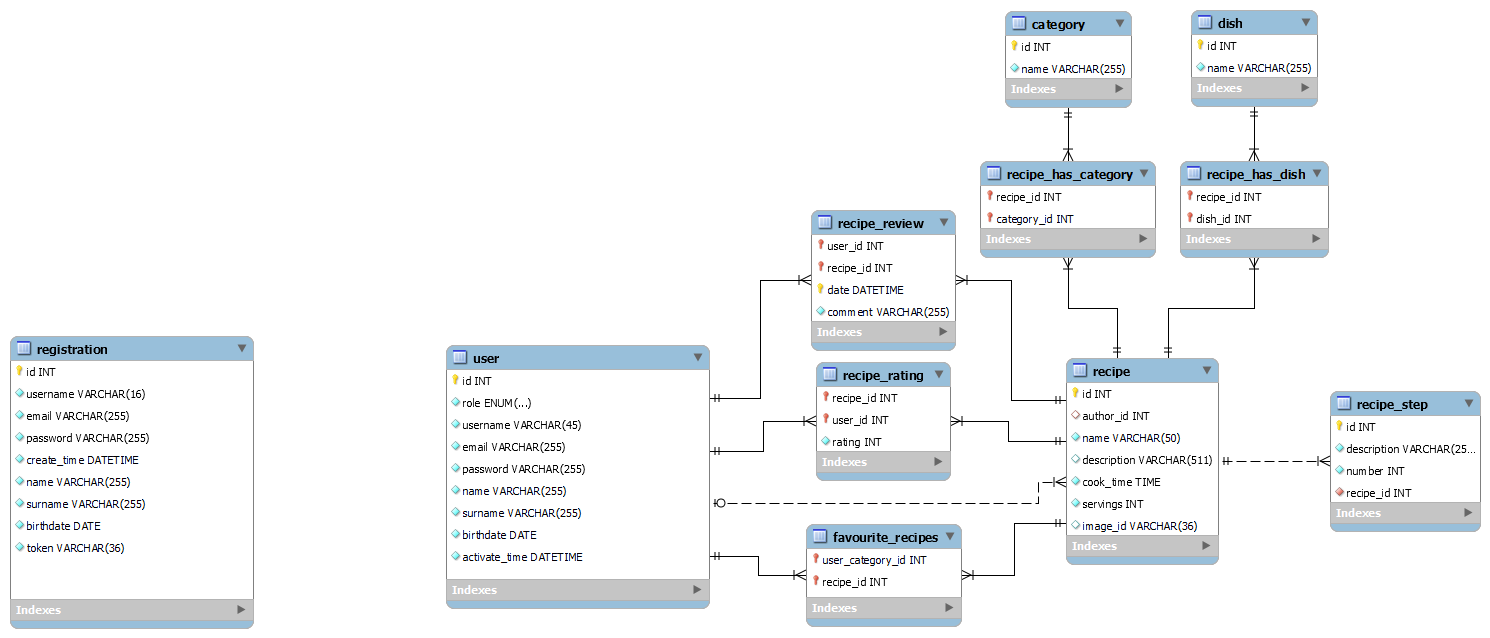 category
id INT
name VARCHAR(255)
Indexes
dish
id INT
name VARCHAR(255)
Indexes
recipe_has_category
recipe_id INT
category_id INT
Indexes
recipe_has_dish
recipe_id INT
dish_id INT
Indexes
recipe_review
user_id INT
recipe_id INT
date DATETIME
comment VARCHAR(255)
Indexes
registration
id INT
username VARCHAR(16)
email VARCHAR(255)
password VARCHAR(255)
create_time DATETIME
name VARCHAR(255)
surname VARCHAR(255)
birthdate DATE
token VARCHAR(36)
Indexes
user
id INT
role ENUM(...)
username VARCHAR(45)
email VARCHAR(255)
password VARCHAR(255)
name VARCHAR(255)
surname VARCHAR(255)
birthdate DATE
activate_time DATETIME
Indexes
recipe_rating
recipe_id INT
user_id INT
rating INT
Indexes
favourite_recipes
user_category_id INT
recipe_id INT
Indexes
recipe
id INT
author_id INT
name VARCHAR(50)
description VARCHAR(511)
cook_time TIME
servings INT
image_id VARCHAR(36)
Indexes
recipe_step
id INT
description VARCHAR(25...
number INT
recipe_id INT
Indexes